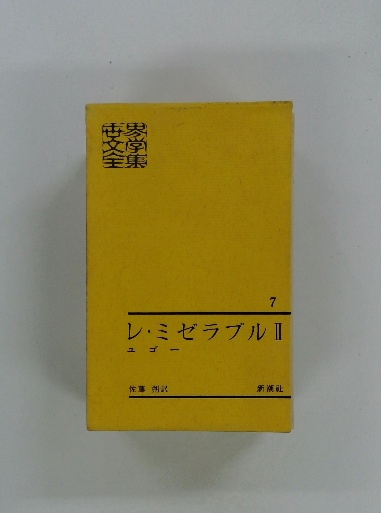 世界
文学
全集
7
レ・ミゼラブル II
ユゴー
佐藤 朔訳 新潮社